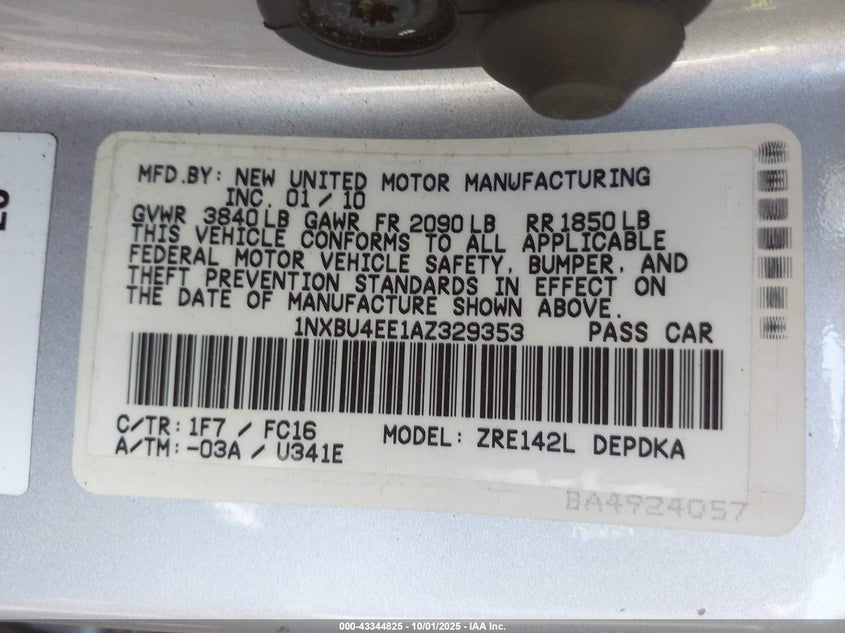 MFD.BY: NEW UNITED MOTOR MANUFACTURING
INC. 01/10
GVWR 3840LB GAWR FR 2090LB RR 1850LB
THIS VEHICLE CONFORMS TO ALL APPLICABLE
FEDERAL MOTOR VEHICLE SAFETY, BUMPER, AND
THEFT PREVENTION STANDARDS IN EFFECT ON
THE DATE OF MANUFACTURE SHOWN ABOVE.
1NXBU4EE1AZ329353 PASS CAR
C/TR: 1F7 / FC16
A/TM: -03A / U341E
MODEL: ZRE142L DEPDKA
BA4924057
000-43344825 - 10/01/2025 - IAA Inc.